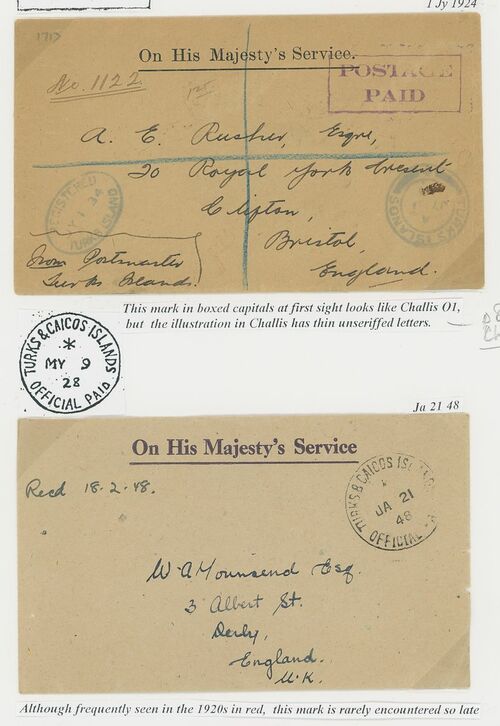 1 Jy 1924
1717
On His Majesty's Service.
POSTAGE
PAID
No. 1122
A. E. Rusher, Esqre,
20 Royal York Crescent
Clifton,
Bristol,
England.
REGISTERED
TURKS ISLAND
TURKS ISLANDS
From Postmaster
Turks Islands.
This mark in boxed capitals at first sight looks like Challis O1,
but the illustration in Challis has thin unseriffed letters.
TURKS & CAICOS ISLANDS
*
MY 9
28
OFFICIAL PAID
Ja 21 48
On His Majesty's Service
Recd 18.2.48.
TURKS & CAICOS ISL
JA 21
48
OFFICIAL
W. A Townsend Esq.
3 Albert St.
Derby,
England.
U.K.
Although frequently seen in the 1920s in red, this mark is rarely encountered so late